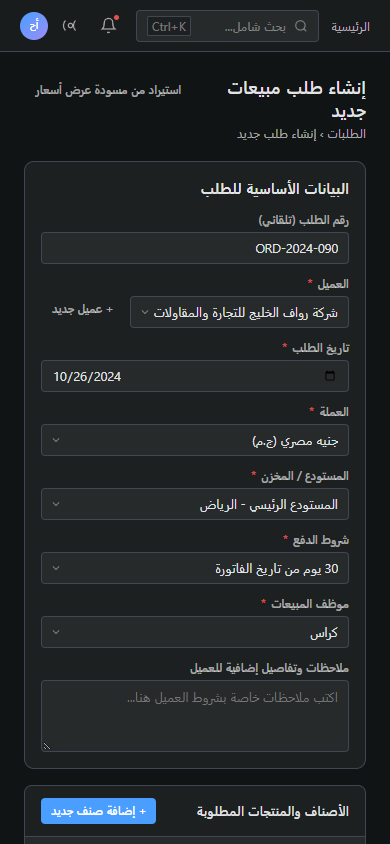 الرئيسية
بحث شامل...
Ctrl+K
أح
إنشاء طلب مبيعات
جديد
استيراد من مسودة عرض أسعار
الطلبات › إنشاء طلب جديد
البيانات الأساسية للطلب
رقم الطلب (تلقائي)
ORD-2024-090
العميل *
شركة رواف الخليج للتجارة والمقاولات
+ عميل جديد
تاريخ الطلب *
10/26/2024
العملة *
جنيه مصري (ج.م)
المستودع / المخزن *
المستودع الرئيسي - الرياض
شروط الدفع *
30 يوم من تاريخ الفاتورة
موظف المبيعات *
كراس
ملاحظات وتفاصيل إضافية للعميل
اكتب ملاحظات خاصة بشروط العميل هنا...
الأصناف والمنتجات المطلوبة
+ إضافة صنف جديد